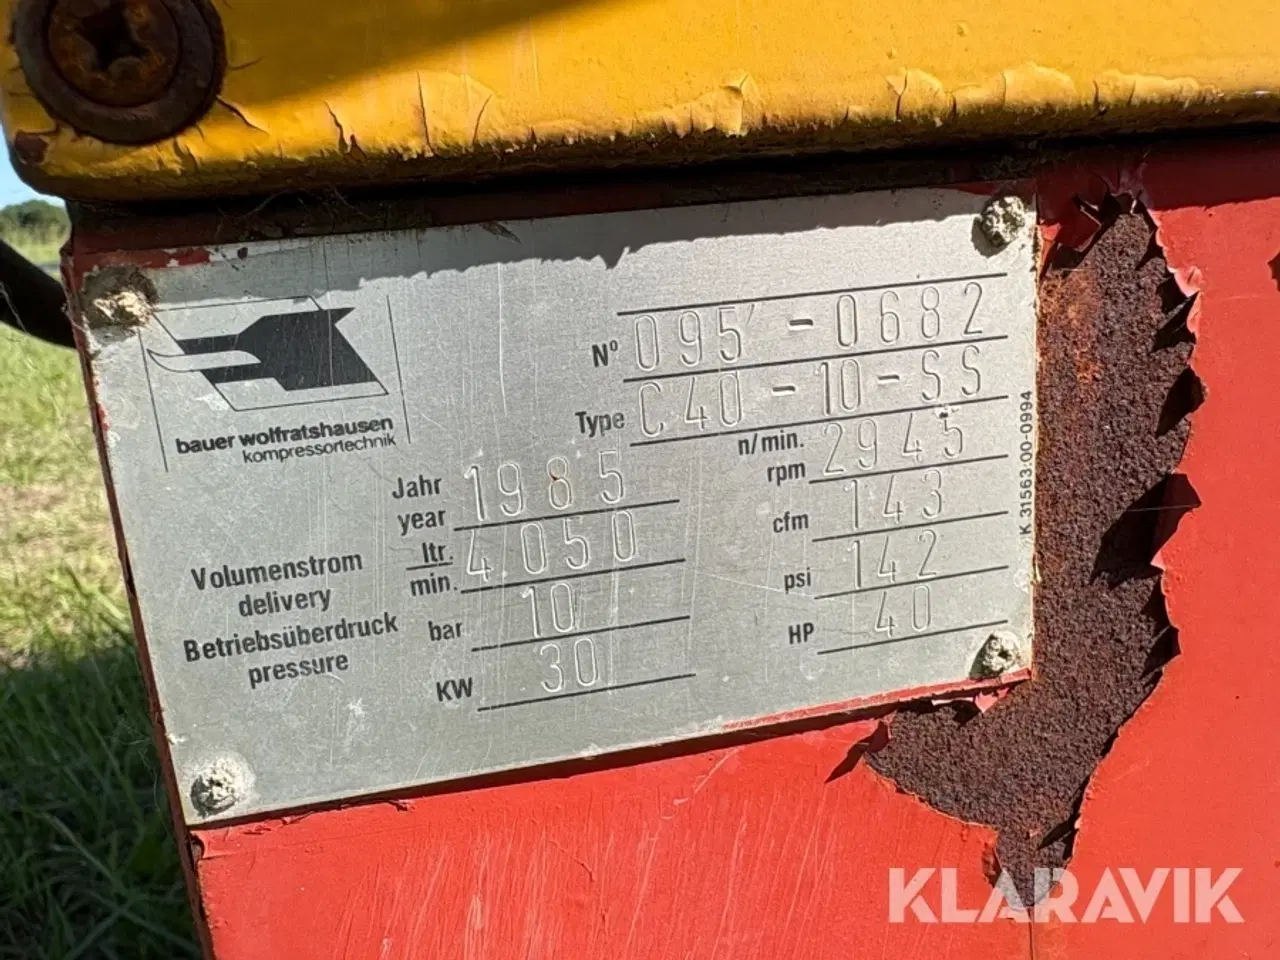 bauer wolfratshausen
kompressortechnik
N° 095'-0682
Type C40-10-SS
n/min.
rpm 2945
Jahr
year 1985
cfm 143
Volumenstrom
delivery
ltr.
min. 4050
psi 142
Betriebsüberdruck
pressure
bar 10
HP 40
KW 30
K 31563:00-0994
KLARAVIK